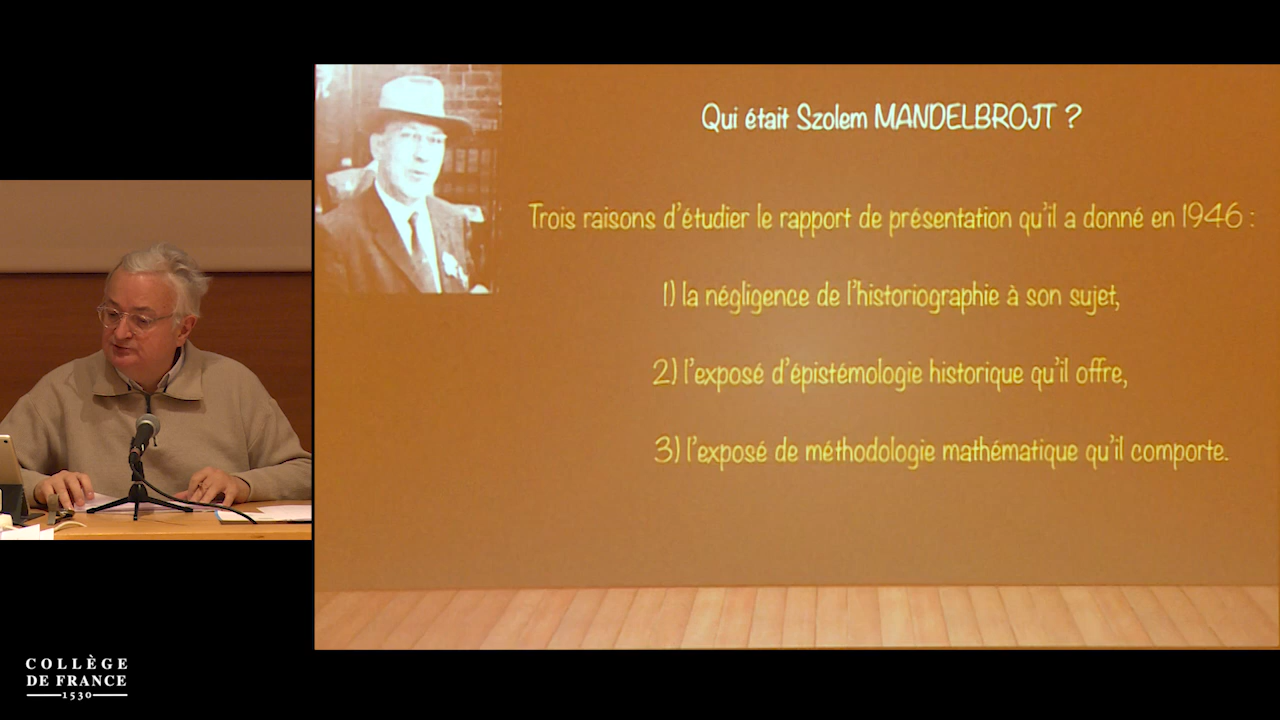 Qui était Szolem MANDELBROJT ?
Trois raisons d'étudier le rapport de présentation qu'il a donné en 1946 :
1) la négligence de l'historiographie à son sujet,
2) l'exposé d'épistémologie historique qu'il offre,
3) l'exposé de méthodologie mathématique qu'il comporte.
COLLÈGE
DE FRANCE
1530